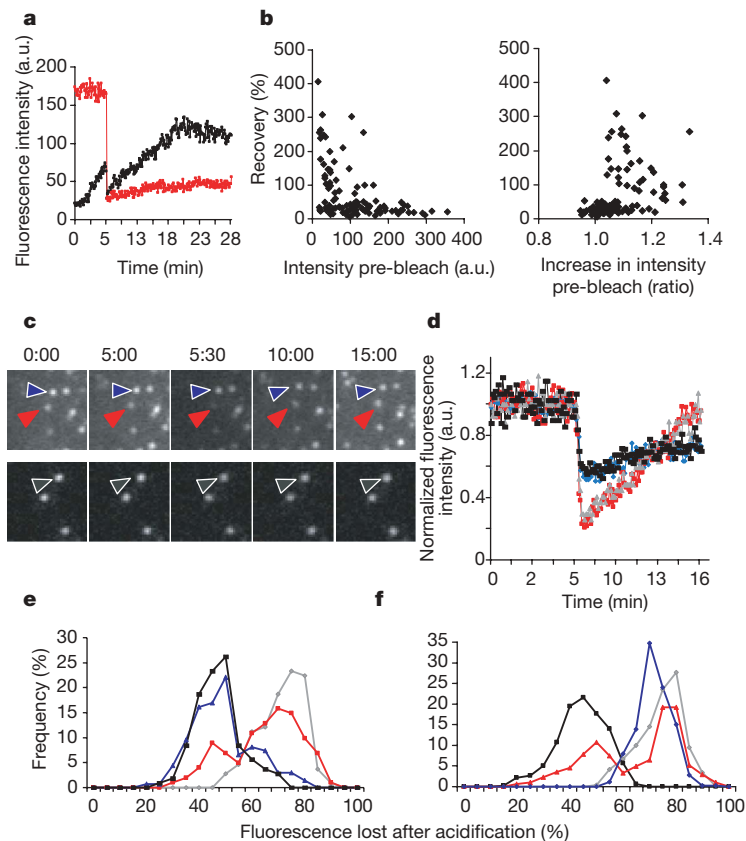 a
Fluorescence intensity (a.u.)
200
150
100
50
0
0 6 13 18 23 28
Time (min)
b
Recovery (%)
500
400
300
200
100
0
0 100 200 300 400
Intensity pre-bleach (a.u.)
500
400
300
200
100
0
0.8 1.0 1.2 1.4
Increase in intensity
pre-bleach (ratio)
c
0:00 5:00 5:30 10:00 15:00
d
Normalized fluorescence
intensity (a.u.)
1.2
0.8
0.4
0
0 2 5 10 13 16
Time (min)
e
Frequency (%)
30
25
20
15
10
5
0
0 20 40 60 80 100
f
35
30
25
20
15
10
5
0
0 20 40 60 80 100
Fluorescence lost after acidification (%)